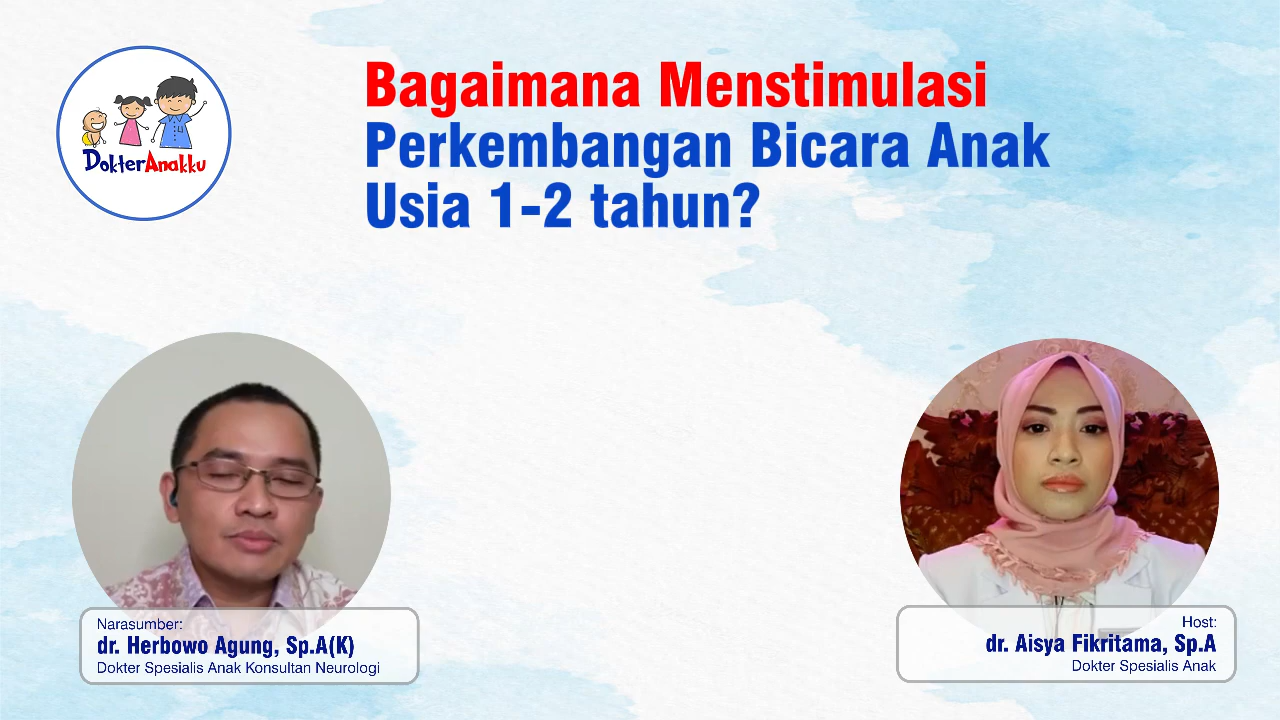 DokterAnakku
Bagaimana Menstimulasi
Perkembangan Bicara Anak
Usia 1-2 tahun?
Narasumber:
dr. Herbowo Agung, Sp.A(K)
Dokter Spesialis Anak Konsultan Neurologi
Host:
dr. Aisya Fikritama, Sp.A
Dokter Spesialis Anak